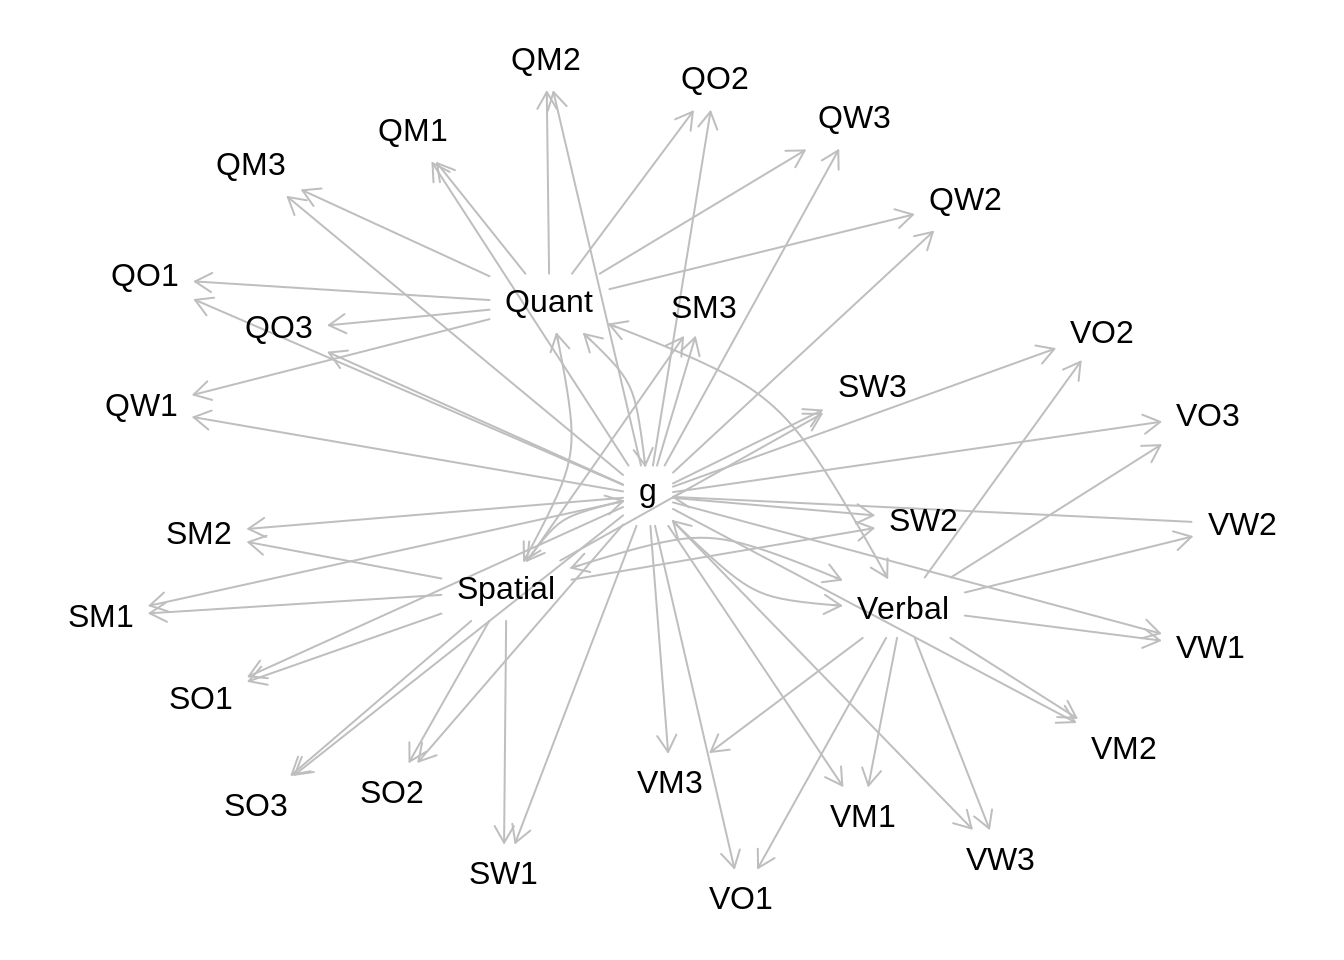 QM2
QO2
QW3
QM1
QM3
QW2
QO1
Quant
SM3
QO3
VO2
SW3
QW1
VO3
g
SW2
VW2
SM2
Spatial
Verbal
SM1
VW1
SO1
VM2
VM3
SO2
SO3
VM1
VW3
SW1
VO1